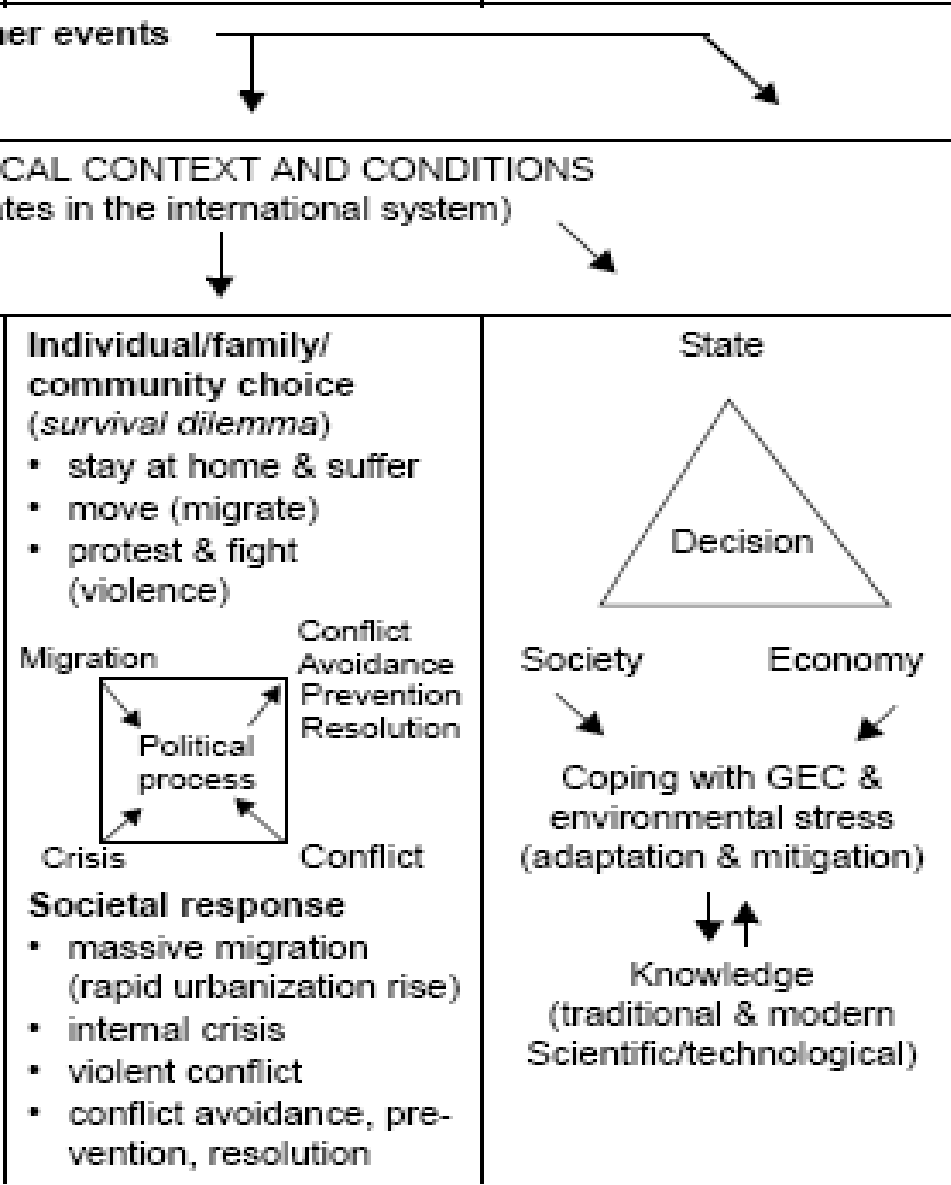 her events
CAL CONTEXT AND CONDITIONS
ates in the international system)
Individual/family/
community choice
(survival dilemma)
• stay at home & suffer
• move (migrate)
• protest & fight
(violence)
Migration
Conflict
Avoidance
Prevention
Resolution
Political
process
Crisis
Conflict
Societal response
• massive migration
(rapid urbanization rise)
• internal crisis
• violent conflict
• conflict avoidance, pre-
vention, resolution
State
Decision
Society
Economy
Coping with GEC &
environmental stress
(adaptation & mitigation)
Knowledge
(traditional & modern
Scientific/technological)